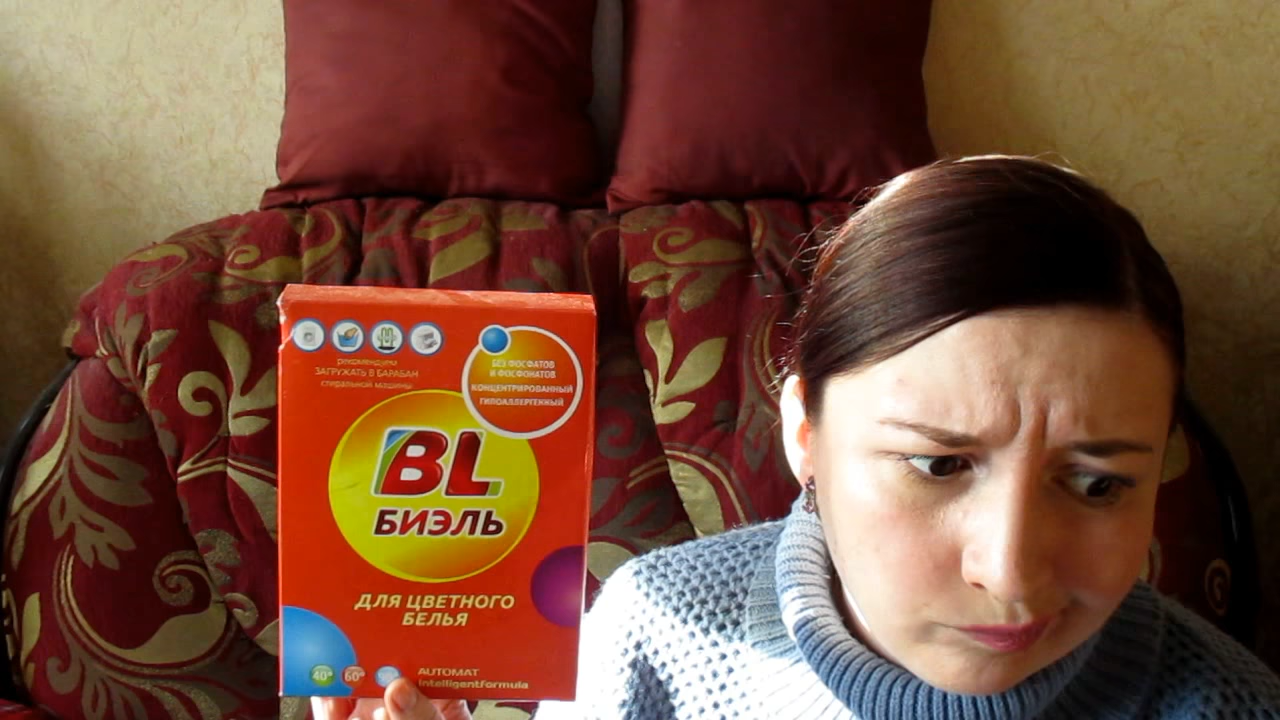 рекомендуем
ЗАГРУЖАТЬ В БАРАБАН
стиральной машины
БЕЗ ФОСФАТОВ
И ФОСФОНАТОВ
КОНЦЕНТРИРОВАННЫЙ
ГИПОАЛЛЕРГЕННЫЙ
BL
БИЭЛЬ
ДЛЯ ЦВЕТНОГО
БЕЛЬЯ
40° 60°
AUTOMAT
Intelligentformula